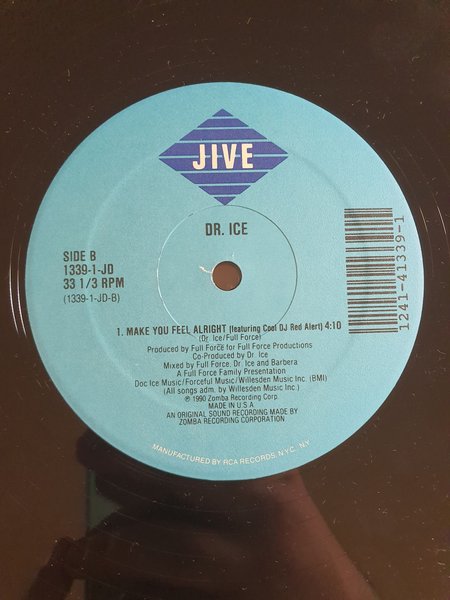 JIVE
DR. ICE
SIDE B
1339-1-JD
33 1/3 RPM
(1339-1-JD-B)
1241-41339-1
1. MAKE YOU FEEL ALRIGHT (featuring Cool DJ Red Alert) 4:10
(Dr. Ice/Full Force)
Produced by Full Force for Full Force Productions
Co-Produced by Dr. Ice
Mixed by Full Force, Dr. Ice and Barbera
A Full Force Family Presentation
Doc Ice Music/Forceful Music/Willesden Music Inc. (BMI)
(All songs adm. by Willesden Music Inc.)
℗ 1990 Zomba Recording Corp.
MADE IN U.S.A.
AN ORIGINAL SOUND RECORDING MADE BY
ZOMBA RECORDING CORPORATION
MANUFACTURED BY RCA RECORDS, NYC, NY